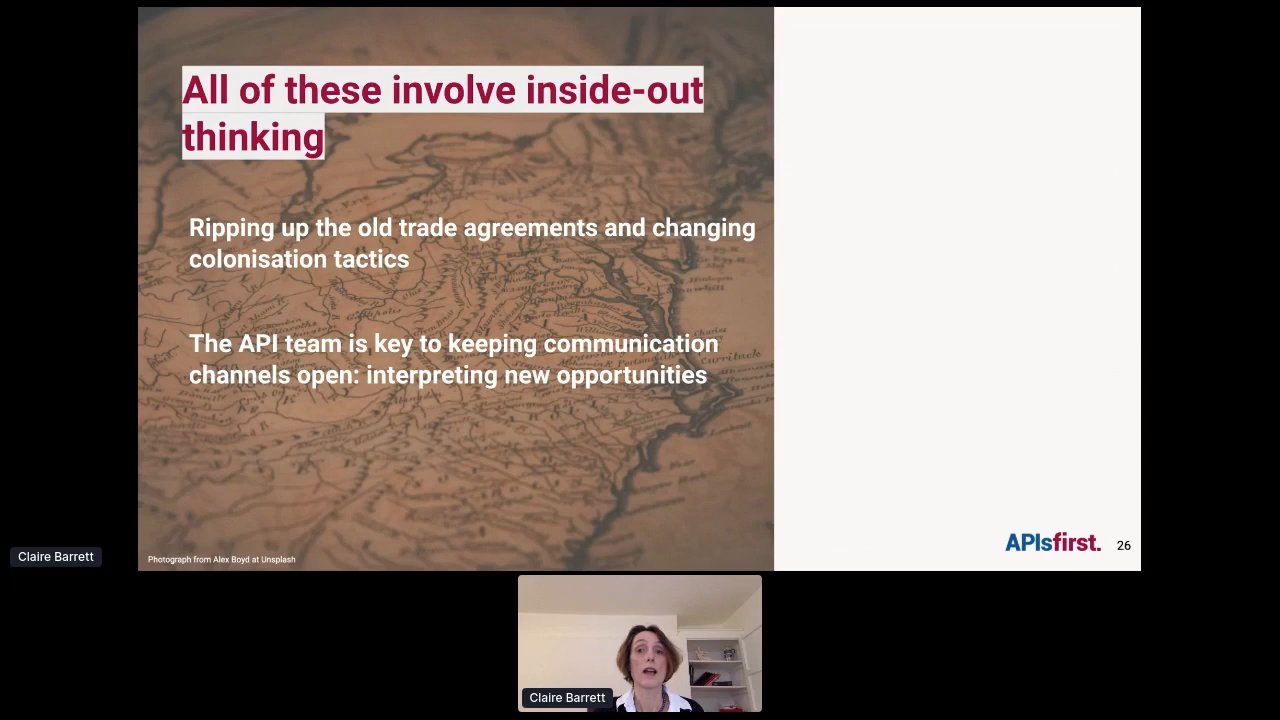 All of these involve inside-out
thinking
Ripping up the old trade agreements and changing
colonisation tactics
The API team is key to keeping communication
channels open: interpreting new opportunities
Photograph from Alex Boyd at Unsplash
APIsfirst.
26
Claire Barrett
Claire Barrett